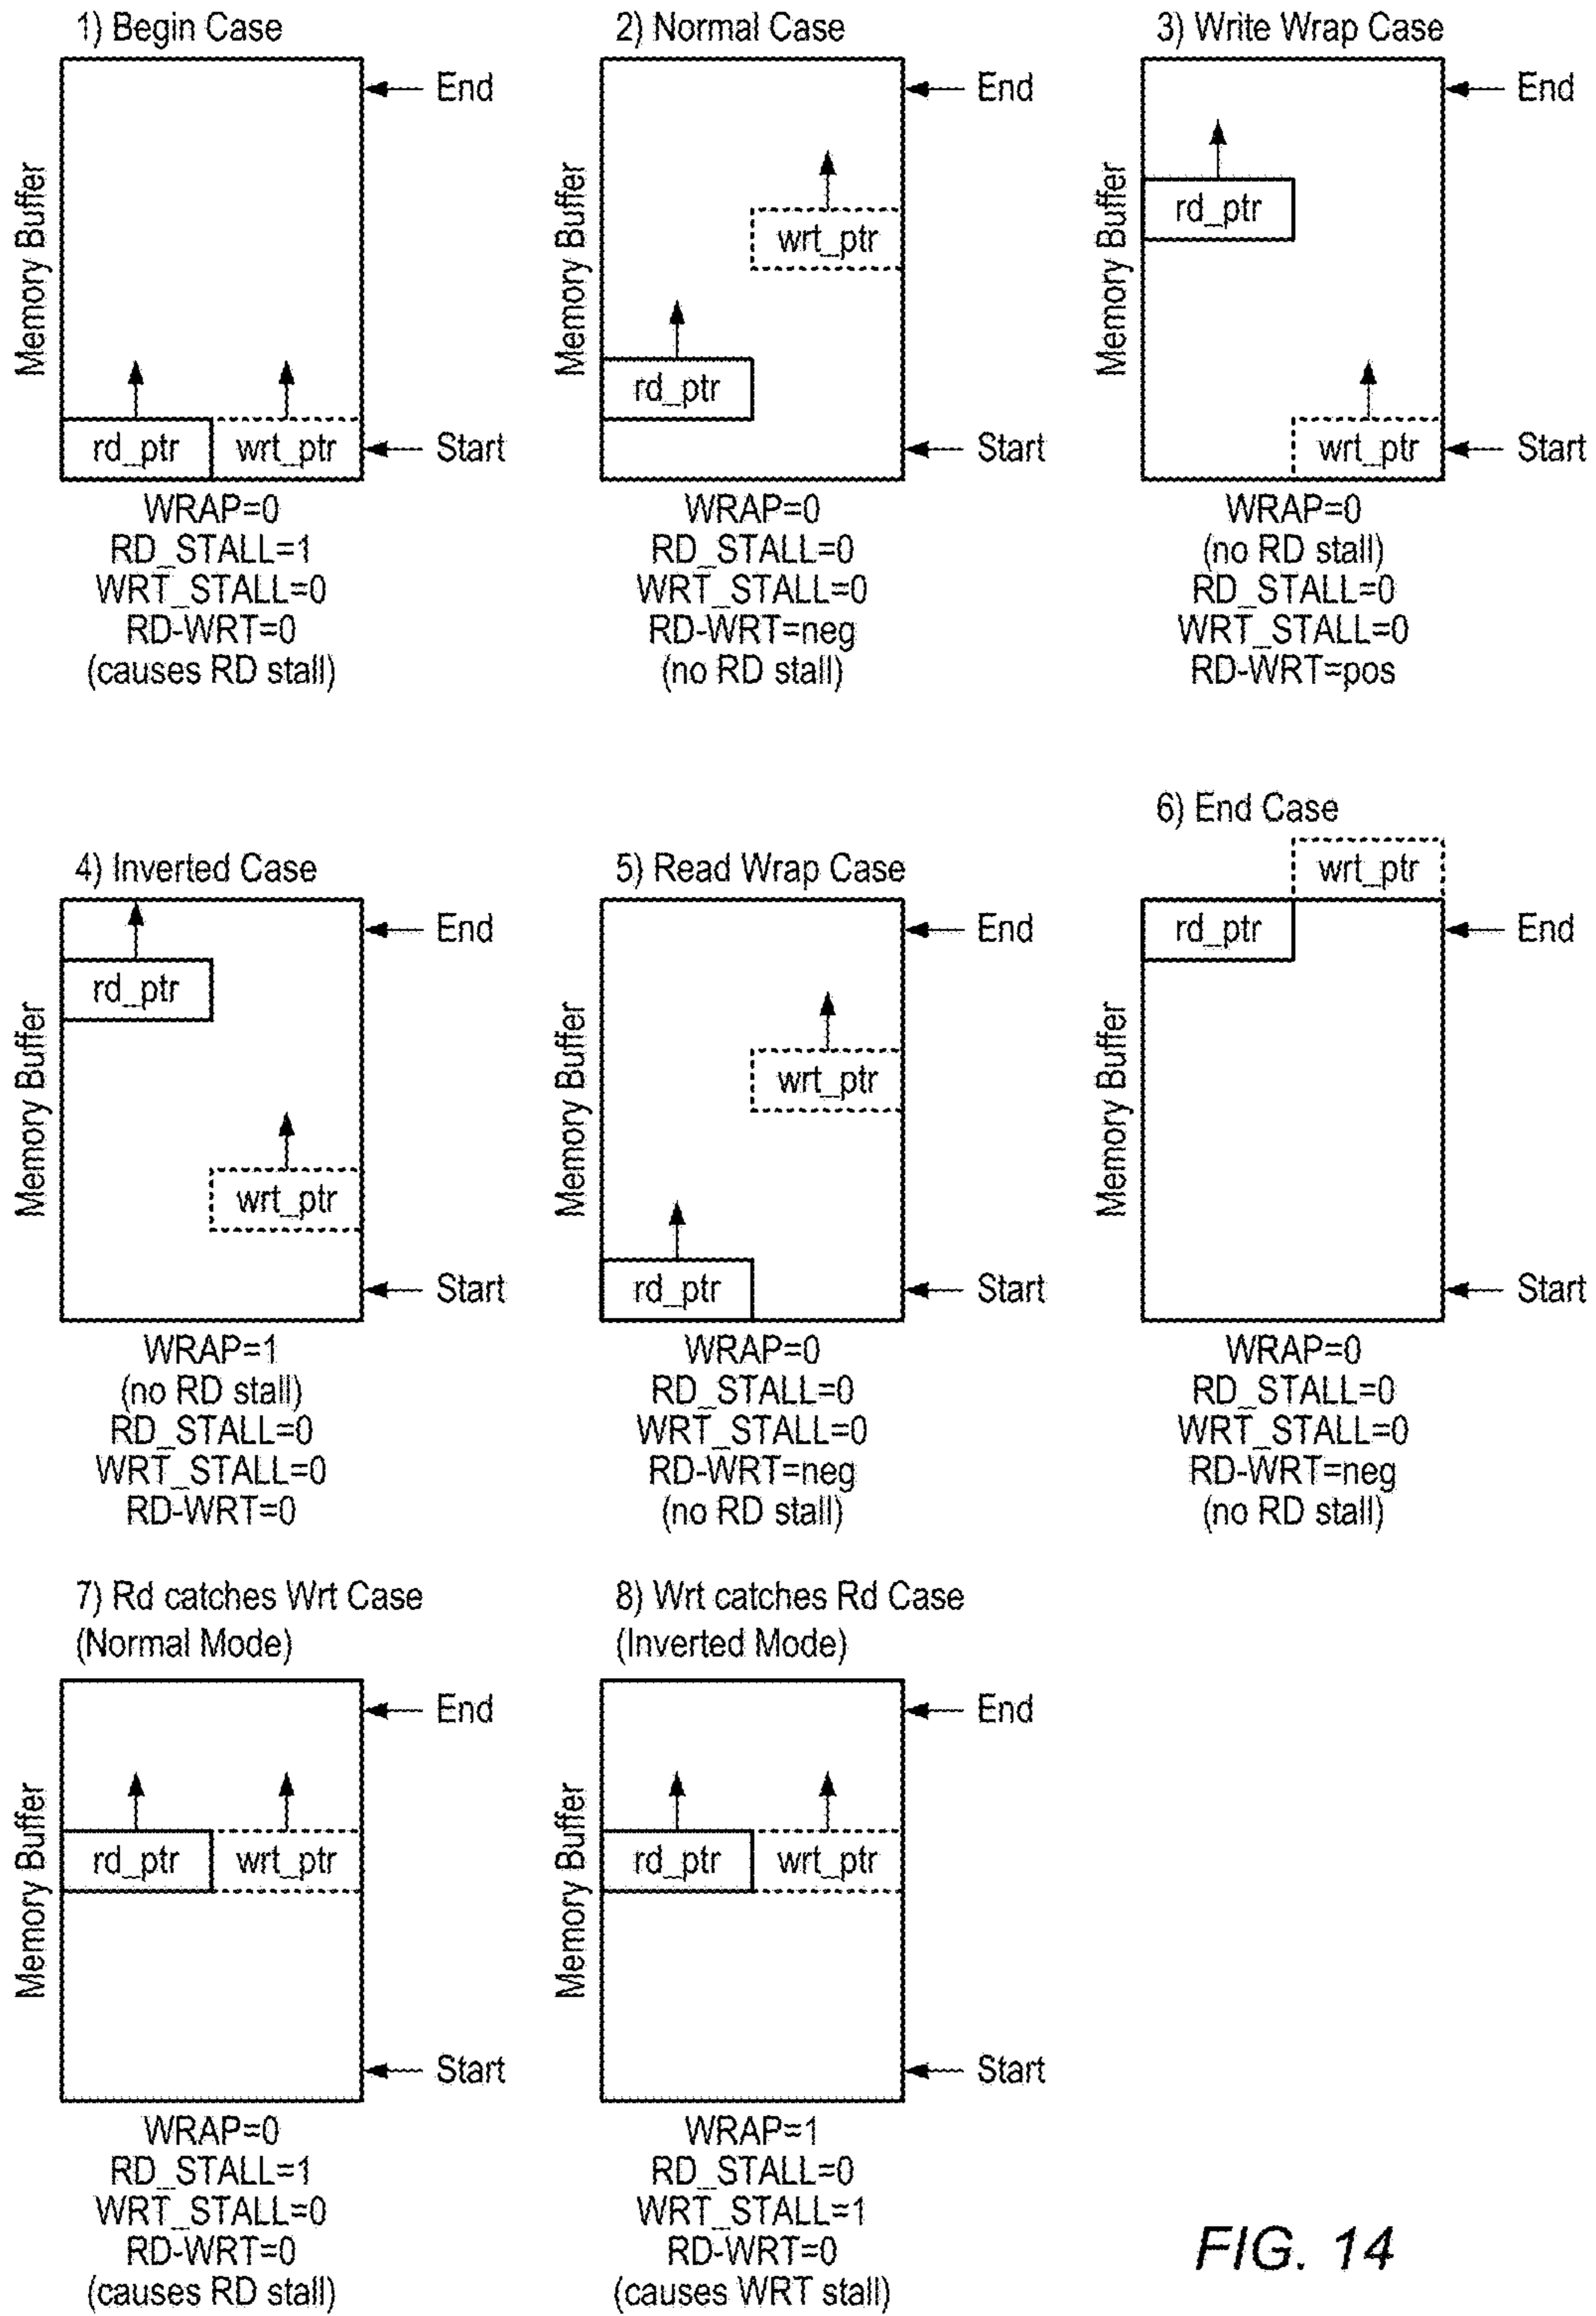 1) Begin Case
End
Memory Buffer
rd_ptr
wrt_ptr
Start
WRAP=0
RD_STALL=1
WRT_STALL=0
RD-WRT=0
(causes RD stall)
2) Normal Case
End
Memory Buffer
wrt_ptr
rd_ptr
Start
WRAP=0
RD_STALL=0
WRT_STALL=0
RD-WRT=neg
(no RD stall)
3) Write Wrap Case
End
Memory Buffer
rd_ptr
wrt_ptr
Start
WRAP=0
(no RD stall)
RD_STALL=0
WRT_STALL=0
RD-WRT=pos
4) Inverted Case
End
Memory Buffer
rd_ptr
wrt_ptr
Start
WRAP=1
(no RD stall)
RD_STALL=0
WRT_STALL=0
RD-WRT=0
5) Read Wrap Case
End
Memory Buffer
wrt_ptr
rd_ptr
Start
WRAP=0
RD_STALL=0
WRT_STALL=0
RD-WRT=neg
(no RD stall)
6) End Case
wrt_ptr
rd_ptr
End
Memory Buffer
Start
WRAP=0
RD_STALL=0
WRT_STALL=0
RD-WRT=neg
(no RD stall)
7) Rd catches Wrt Case
(Normal Mode)
End
Memory Buffer
rd_ptr
wrt_ptr
Start
WRAP=0
RD_STALL=1
WRT_STALL=0
RD-WRT=0
(causes RD stall)
8) Wrt catches Rd Case
(Inverted Mode)
End
Memory Buffer
rd_ptr
wrt_ptr
Start
WRAP=1
RD_STALL=0
WRT_STALL=1
RD-WRT=0
(causes WRT stall)
FIG. 14